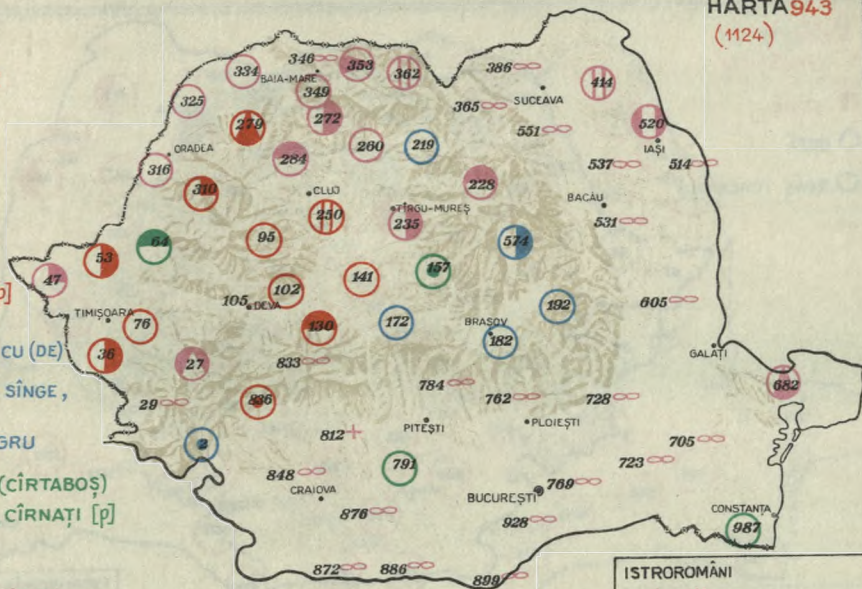 HARTA 943
(1124)
346
353
334
BAIA-MARE
362
386
414
349
SUCEAVA
325
365
272
520
279
551
IAȘI
ORADEA
284
260
219
316
537
514
228
310
CLUJ
BACĂU
TÎRGU-MUREȘ
250
235
531
64
95
574
53
157
47
141
p]
102
105
DEVA
192
605
TIMIȘOARA
76
130
172
BRAȘOV
182
CU (DE)
36
GALAȚI
27
833
SÎNGE,
784
682
29
836
762
728
PITEȘTI
PLOIEȘTI
812
GRU
2
705
791
723
(CÎRTABOȘ)
848
769
CRAIOVA
BUCUREȘTI
CÎRNAȚI [p]
876
CONSTANȚA
928
987
872
886
899
ISTROROMÂNI